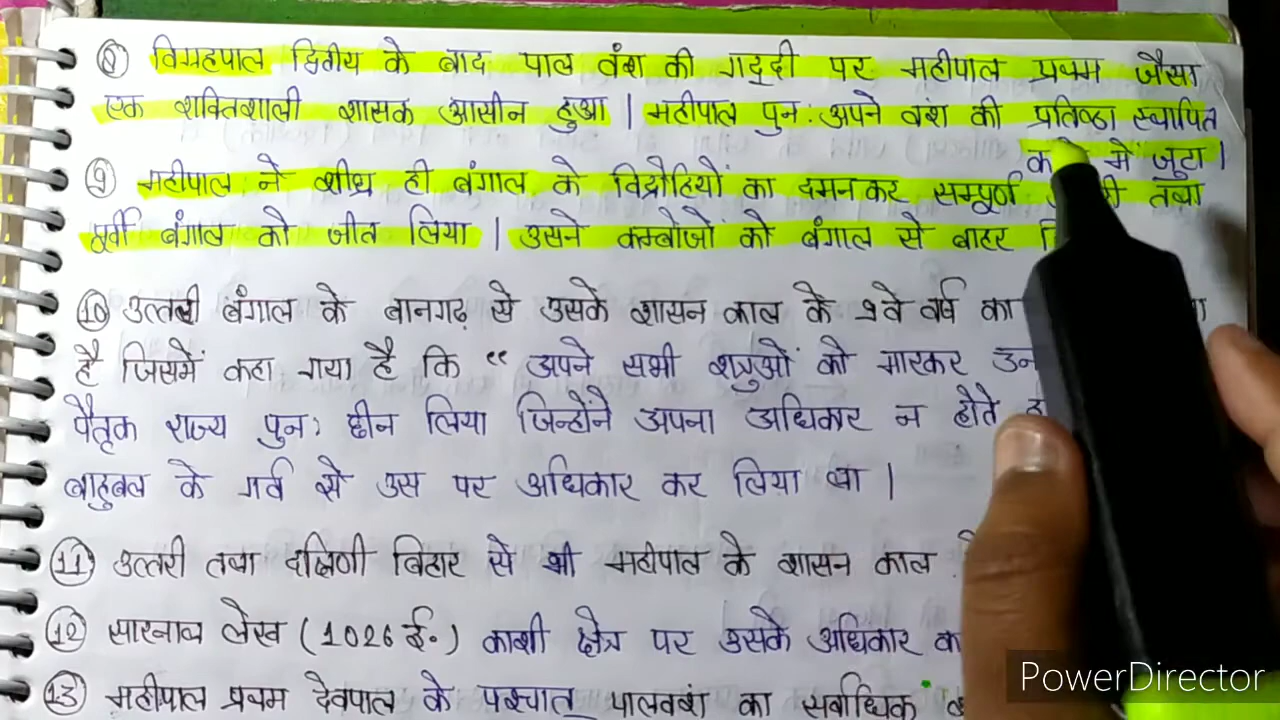 ⑧ विग्रहपाल द्वितीय के बाद पाल वंश की गद्दी पर महीपाल प्रथम जैसा
एक शक्तिशाली शासक आसीन हुआ | महीपाल पुन: अपने वंश की प्रतिष्ठा स्थापित
में जुटा |
⑨ महीपाल ने शीघ्र ही बंगाल के विद्रोहियों का दमन कर सम्पूर्ण तथा
पूर्वी बंगाल को जीत लिया | उसने कम्बोजों को बंगाल से बाहर
⑩ उत्तरी बंगाल के बानगढ़ से उसके शासन काल के 9वे वर्ष का
है जिसमें कहा गया है कि “ अपने सभी शत्रुओं को मारकर
पैतृक राज्य पुन: छीन लिया जिन्होंने अपना अधिकार न होते
बाहुबल के गर्व से उस पर अधिकार कर लिया था |
⑪ उत्तरी तथा दक्षिणी बिहार से भी महीपाल के शासन काल
⑫ सारनाथ लेख (1026 ई॰) काशी क्षेत्र पर उसके अधिकार
⑬ महीपाल प्रथम देवपाल के पश्चात् पालवंश का सर्वाधिक
PowerDirector